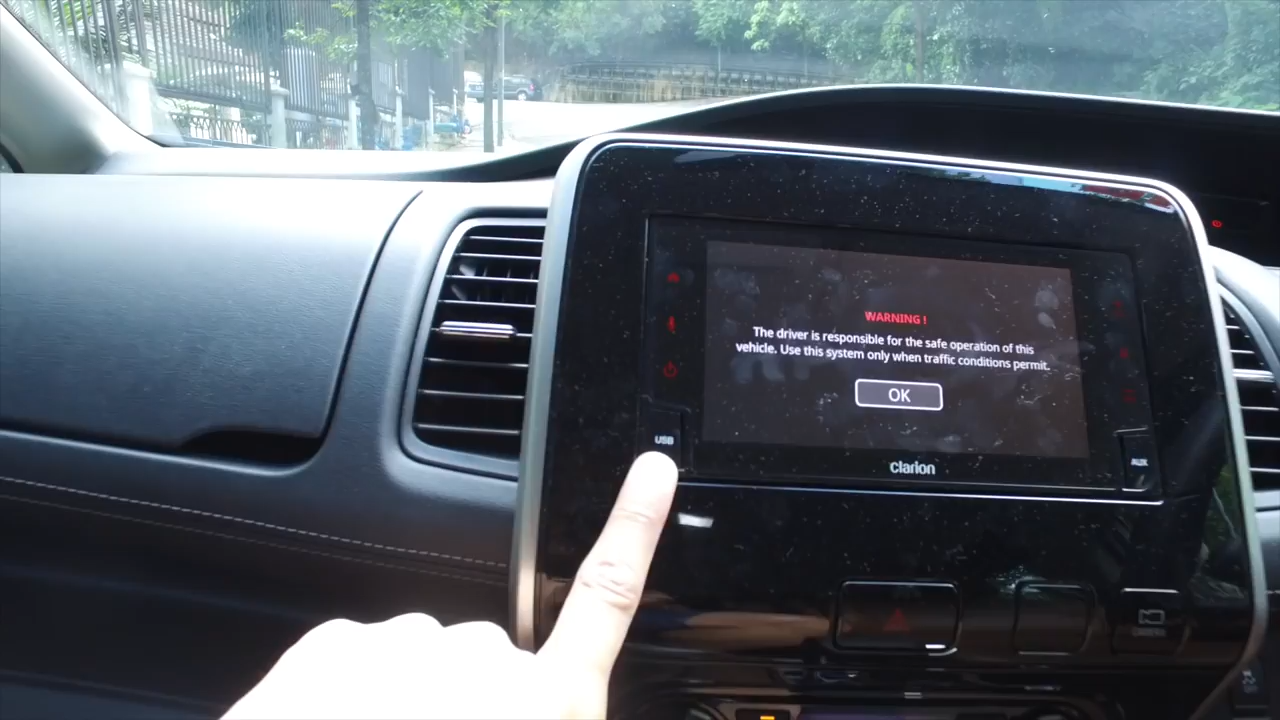 WARNING !
The driver is responsible for the safe operation of this
vehicle. Use this system only when traffic conditions permit.
OK
USB
AUX
clarion